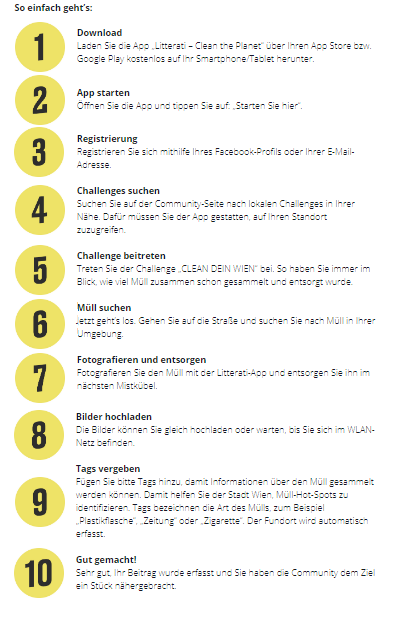 So einfach geht's:
1
Download
Laden Sie die App „Litterati – Clean the Planet“ über Ihren App Store bzw.
Google Play kostenlos auf Ihr Smartphone/Tablet herunter.
2
App starten
Öffnen Sie die App und tippen Sie auf: „Starten Sie hier“.
3
Registrierung
Registrieren Sie sich mithilfe Ihres Facebook-Profils oder Ihrer E-Mail-
Adresse.
4
Challenges suchen
Suchen Sie auf der Community-Seite nach lokalen Challenges in Ihrer
Nähe. Dafür müssen Sie der App gestatten, auf Ihren Standort
zuzugreifen.
5
Challenge beitreten
Treten Sie der Challenge „CLEAN DEIN WIEN“ bei. So haben Sie immer im
Blick, wie viel Müll zusammen schon gesammelt und entsorgt wurde.
6
Müll suchen
Jetzt geht's los. Gehen Sie auf die Straße und suchen Sie nach Müll in Ihrer
Umgebung.
7
Fotografieren und entsorgen
Fotografieren Sie den Müll mit der Litterati-App und entsorgen Sie ihn im
nächsten Mistkübel.
8
Bilder hochladen
Die Bilder können Sie gleich hochladen oder warten, bis Sie sich im WLAN-
Netz befinden.
9
Tags vergeben
Fügen Sie bitte Tags hinzu, damit Informationen über den Müll gesammelt
werden können. Damit helfen Sie der Stadt Wien, Müll-Hot-Spots zu
identifizieren. Tags bezeichnen die Art des Mülls, zum Beispiel
„Plastikflasche“, „Zeitung“ oder „Zigarette“. Der Fundort wird automatisch
erfasst.
10
Gut gemacht!
Sehr gut, Ihr Beitrag wurde erfasst und Sie haben die Community dem Ziel
ein Stück nähergebracht.